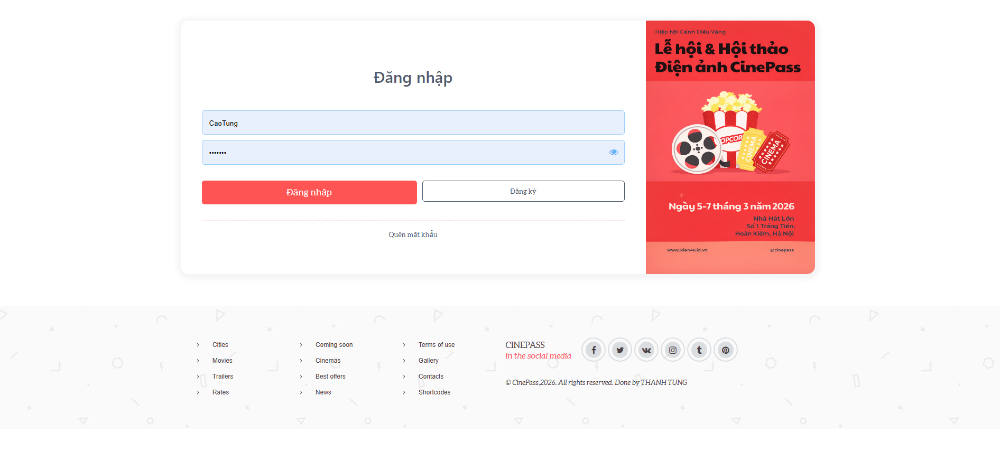 Đăng nhập
CaoTung
•••••••
Đăng nhập
Đăng ký
Quên mật khẩu
Hiệp hội Cánh Diều Vàng
Lễ hội & Hội thảo
Điện ảnh CinePass
POPCORN
CINEMA
CINEMA
Ngày 5-7 tháng 3 năm 2026
Nhà Hát Lớn
Số 1 Tràng Tiền,
Hoàn Kiếm, Hà Nội
www.kien48.id.vn
@cinepass
Cities
Movies
Trailers
Rates
Coming soon
Cinemas
Best offers
News
Terms of use
Gallery
Contacts
Shortcodes
CINEPASS
in the social media
© CinePass,2026. All rights reserved. Done by THANH TUNG